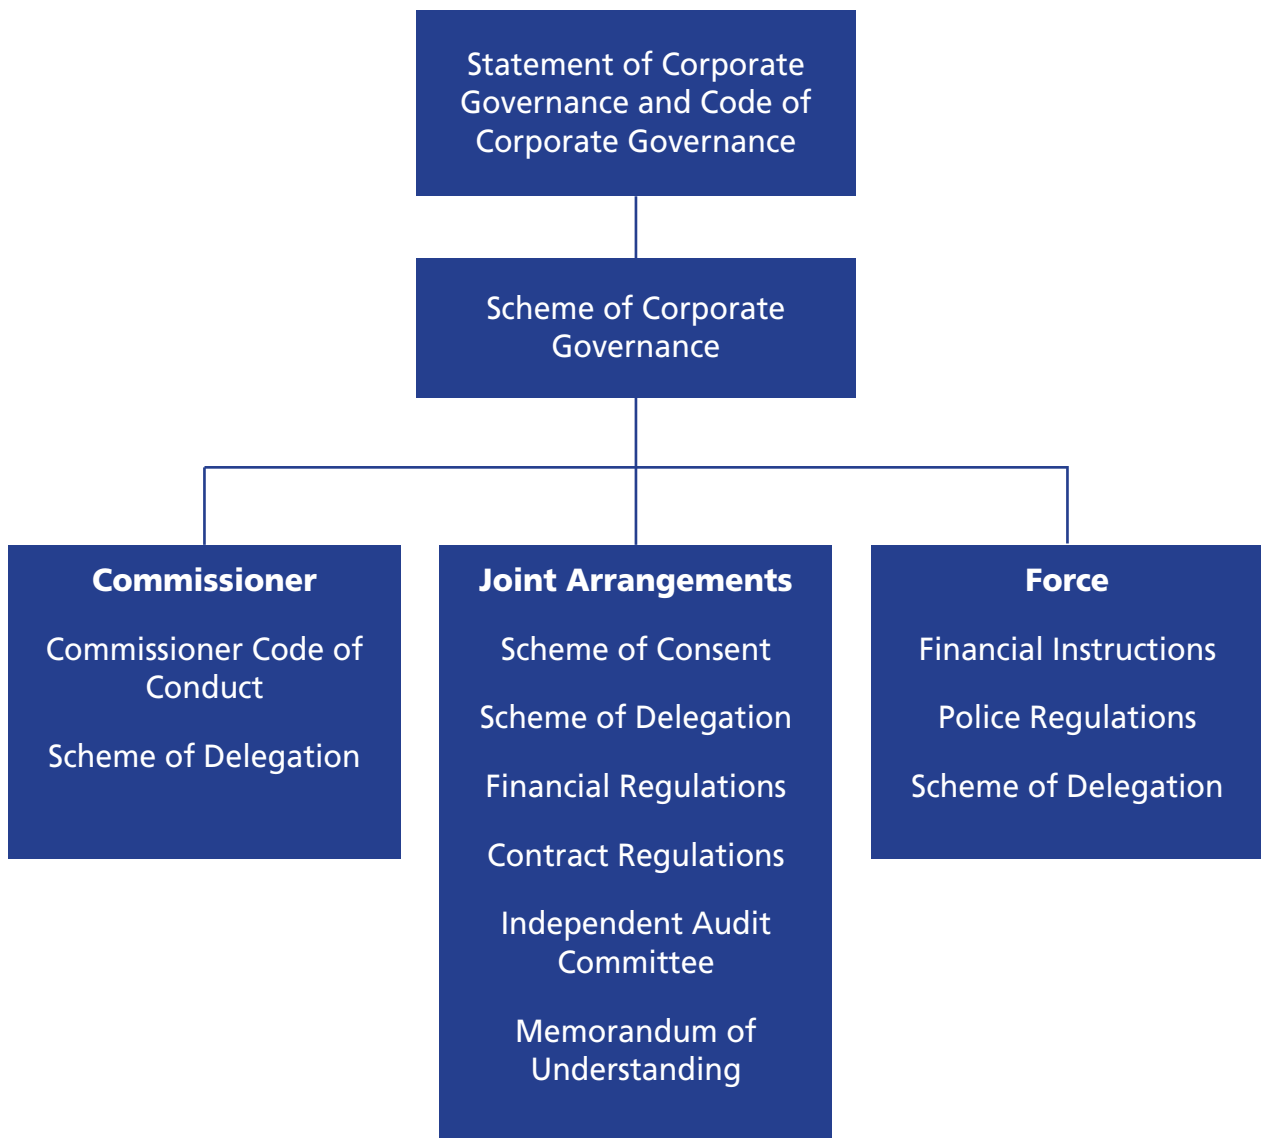 Statement of Corporate
Governance and Code of
Corporate Governance
Scheme of Corporate
Governance
Commissioner
Commissioner Code of
Conduct
Scheme of Delegation
Joint Arrangements
Scheme of Consent
Scheme of Delegation
Financial Regulations
Contract Regulations
Independent Audit
Committee
Memorandum of
Understanding
Force
Financial Instructions
Police Regulations
Scheme of Delegation